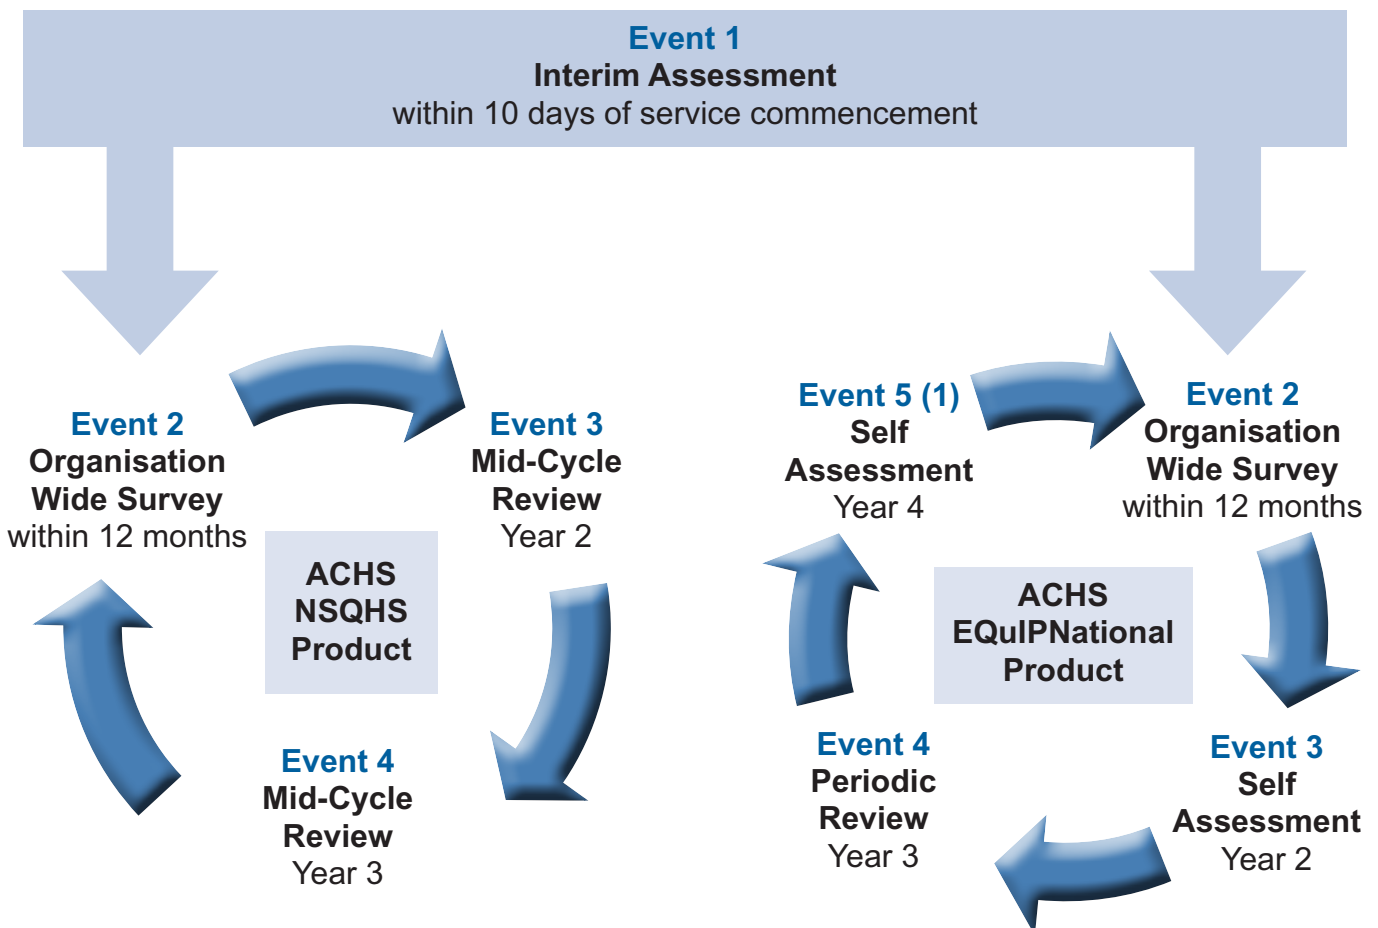 Event 1
Interim Assessment
within 10 days of service commencement
Event 2
Organisation
Wide Survey
within 12 months
Event 3
Mid-Cycle
Review
Year 2
ACHS
NSQHS
Product
Event 4
Mid-Cycle
Review
Year 3
Event 5 (1)
Self
Assessment
Year 4
Event 2
Organisation
Wide Survey
within 12 months
ACHS
EQuIPNational
Product
Event 4
Periodic
Review
Year 3
Event 3
Self
Assessment
Year 2